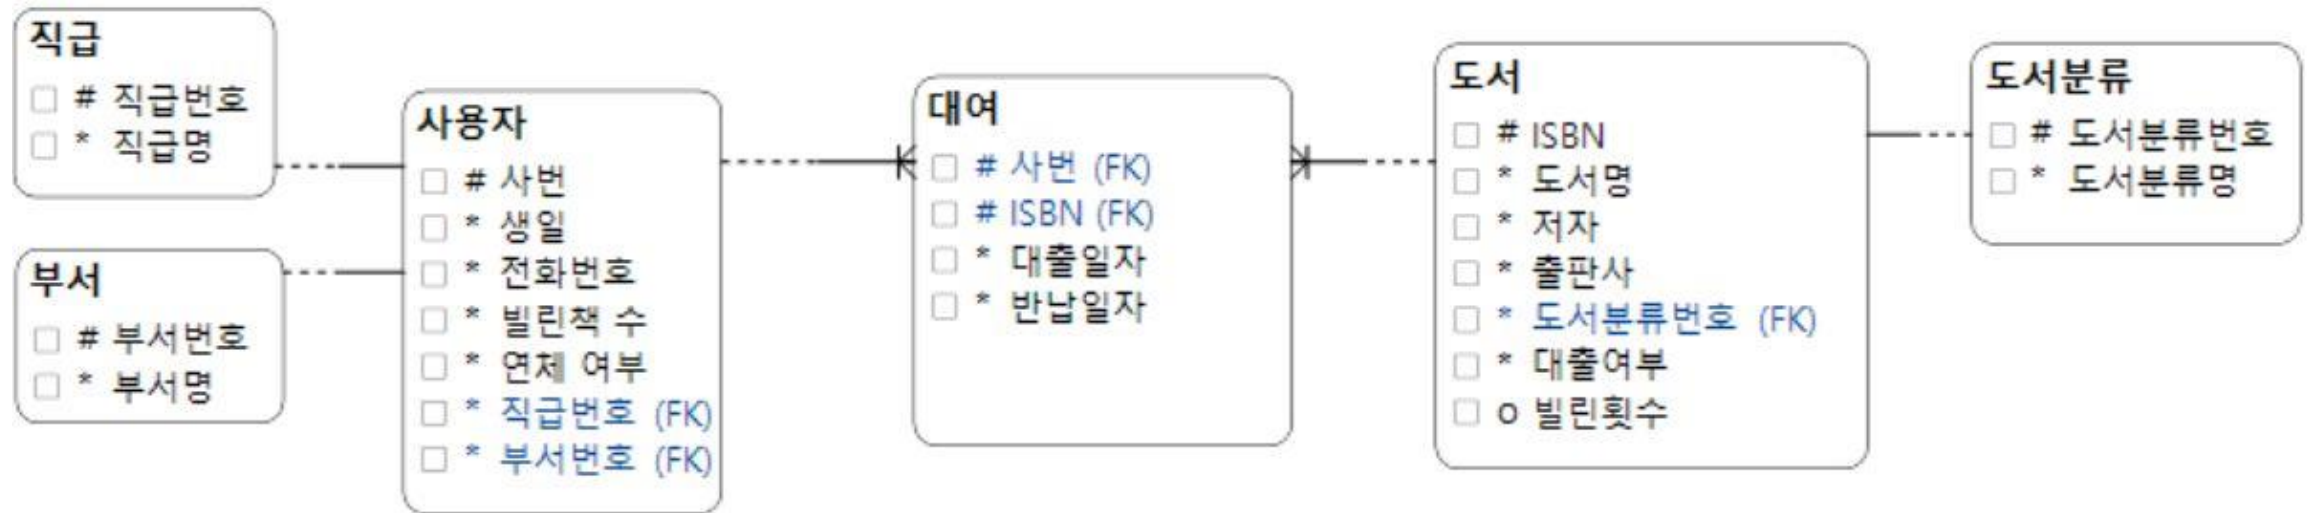 직급
# 직급번호
* 직급명
부서
# 부서번호
* 부서명
사용자
# 사번
* 생일
* 전화번호
* 빌린책 수
* 연체 여부
* 직급번호 (FK)
* 부서번호 (FK)
대여
# 사번 (FK)
# ISBN (FK)
* 대출일자
* 반납일자
도서
# ISBN
* 도서명
* 저자
* 출판사
* 도서분류번호 (FK)
* 대출여부
o 빌린횟수
도서분류
# 도서분류번호
* 도서분류명